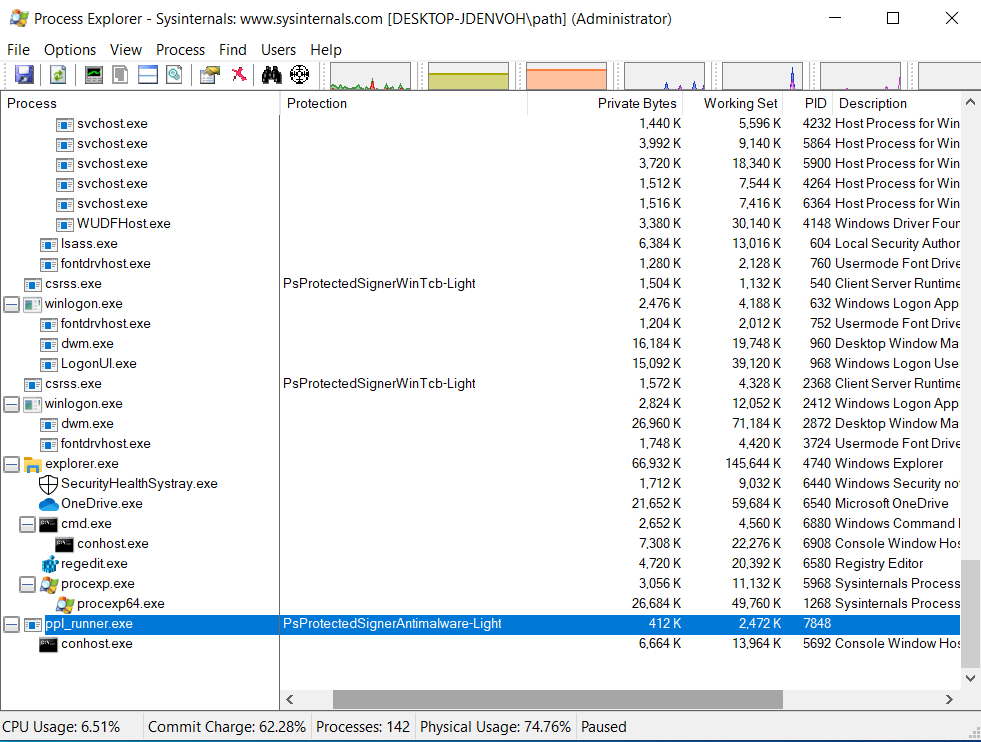 Process Explorer - Sysinternals: www.sysinternals.com [DESKTOP-JDENVOH\path] (Administrator)
File Options View Process Find Users Help
Process Protection Private Bytes Working Set PID Description
svchost.exe 1,440 K 5,596 K 4232 Host Process for Win
svchost.exe 3,992 K 9,140 K 5864 Host Process for Win
svchost.exe 3,720 K 18,340 K 5900 Host Process for Win
svchost.exe 1,512 K 7,544 K 4264 Host Process for Win
svchost.exe 1,516 K 7,416 K 6364 Host Process for Win
WUDFHost.exe 3,380 K 30,140 K 4148 Windows Driver Foun
lsass.exe 6,384 K 13,016 K 604 Local Security Author
fontdrvhost.exe 1,280 K 2,128 K 760 Usermode Font Drive
csrss.exe PsProtectedSignerWinTcb-Light 1,504 K 1,132 K 540 Client Server Runtime
winlogon.exe 2,476 K 4,188 K 632 Windows Logon App
fontdrvhost.exe 1,204 K 2,012 K 752 Usermode Font Drive
dwm.exe 16,184 K 19,748 K 960 Desktop Window Ma
LogonUI.exe 15,092 K 39,120 K 968 Windows Logon Use
csrss.exe PsProtectedSignerWinTcb-Light 1,572 K 4,328 K 2368 Client Server Runtime
winlogon.exe 2,824 K 12,052 K 2412 Windows Logon App
dwm.exe 26,960 K 71,184 K 2872 Desktop Window Ma
fontdrvhost.exe 1,748 K 4,420 K 3724 Usermode Font Drive
explorer.exe 66,932 K 145,644 K 4740 Windows Explorer
SecurityHealthSystray.exe 1,712 K 9,032 K 6440 Windows Security no
OneDrive.exe 21,652 K 59,684 K 6540 Microsoft OneDrive
cmd.exe 2,652 K 4,560 K 6880 Windows Command
conhost.exe 7,308 K 22,276 K 6908 Console Window Hos
regedit.exe 4,720 K 20,392 K 6580 Registry Editor
procexp.exe 3,056 K 11,132 K 5968 Sysinternals Process
procexp64.exe 26,684 K 49,760 K 1268 Sysinternals Process
ppl_runner.exe PsProtectedSignerAntimalware-Light 412 K 2,472 K 7848
conhost.exe 6,664 K 13,964 K 5692 Console Window Hos
CPU Usage: 6.51% Commit Charge: 62.28% Processes: 142 Physical Usage: 74.76% Paused